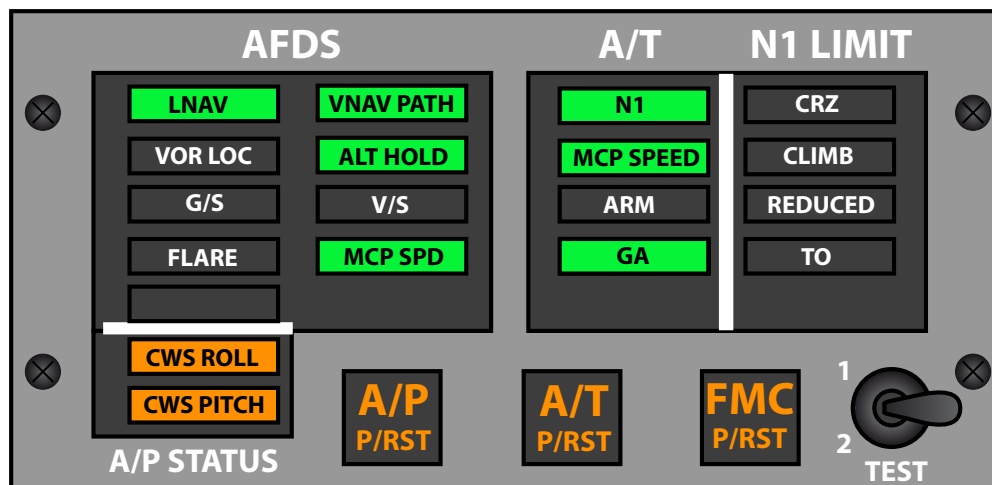 AFDS
A/T
N1 LIMIT
LNAV
VNAV PATH
N1
CRZ
VOR LOC
ALT HOLD
MCP SPEED
CLIMB
G/S
V/S
ARM
REDUCED
FLARE
MCP SPD
GA
TO
CWS ROLL
CWS PITCH
A/P STATUS
A/P
P/RST
A/T
P/RST
FMC
P/RST
1
2
TEST